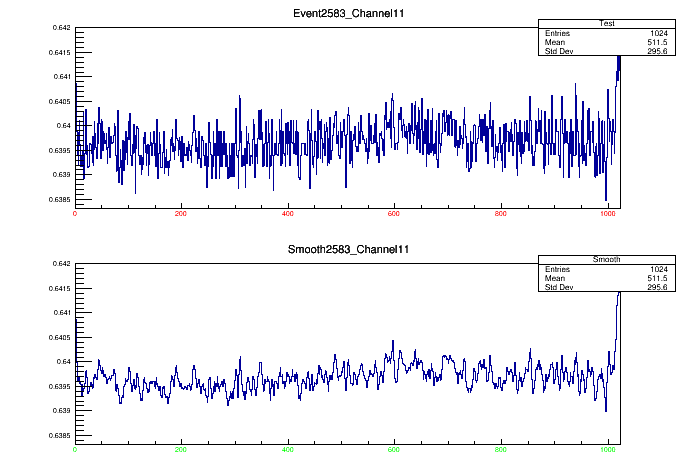 Event2583_Channel11
Test
Entries 1024
Mean 511.5
Std Dev 295.6
0.642
0.6415
0.641
0.6405
0.64
0.6395
0.639
0.6385
0 200 400 600 800 1000
Smooth2583_Channel11
Smooth
Entries 1024
Mean 511.5
Std Dev 295.6
0.642
0.6415
0.641
0.6405
0.64
0.6395
0.639
0.6385
0 200 400 600 800 1000